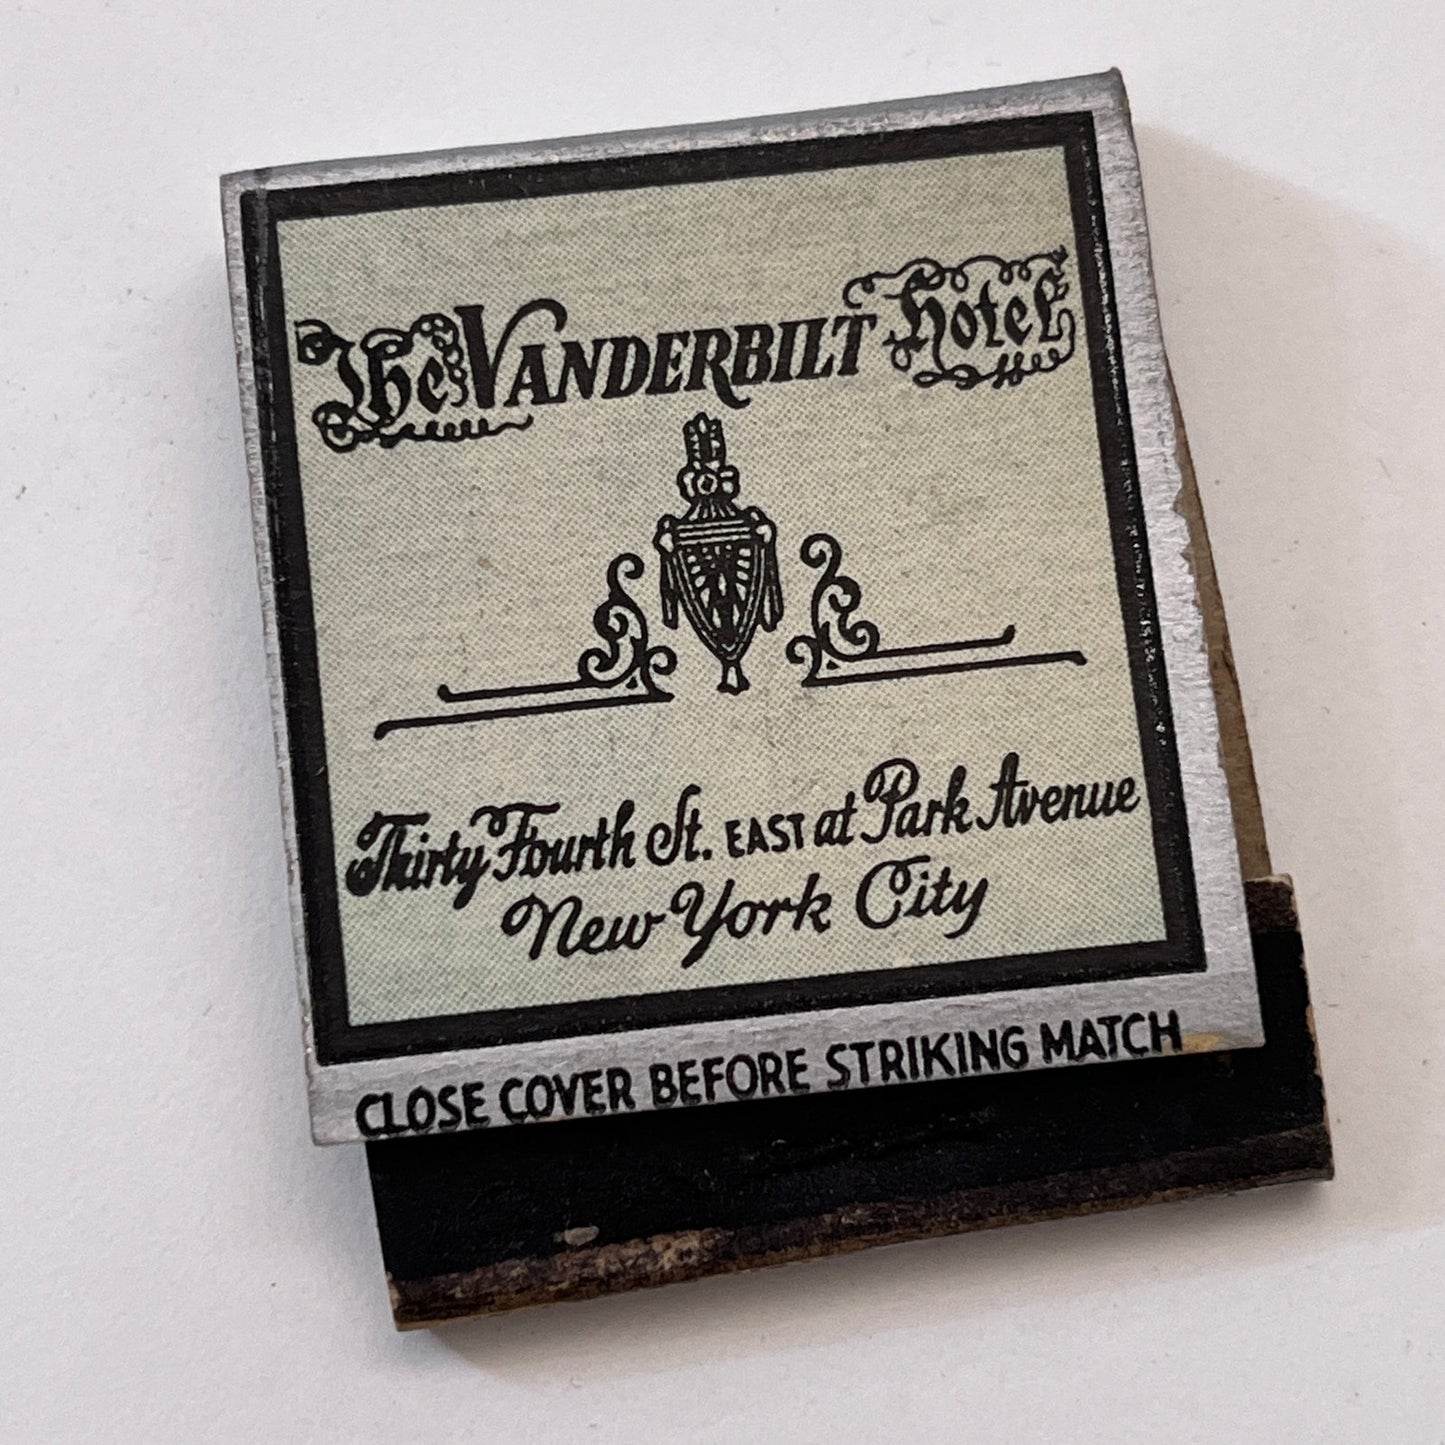 The Vanderbilt Hotel
Thirty Fourth St. EAST at Park Avenue
New York City
CLOSE COVER BEFORE STRIKING MATCH